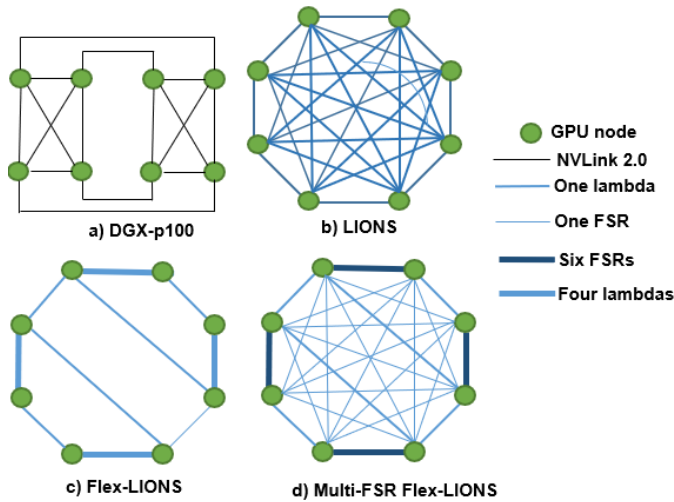 a) DGX-p100
b) LIONS
GPU node
NVLink 2.0
One lambda
One FSR
Six FSRs
Four lambdas
c) Flex-LIONS
d) Multi-FSR Flex-LIONS